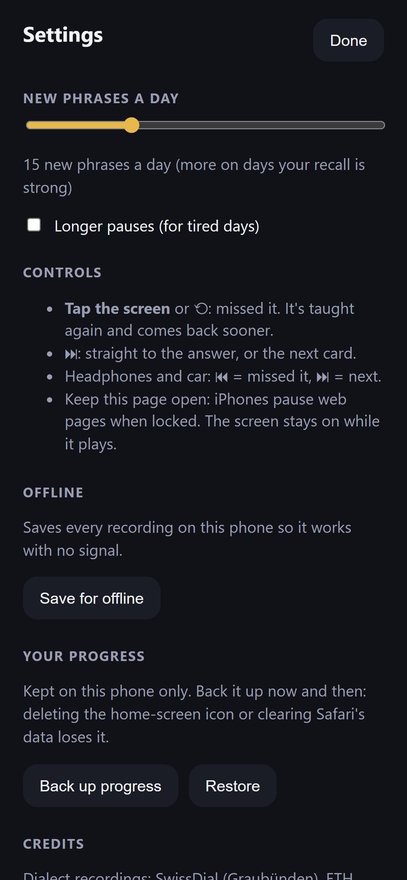 Settings
Done
NEW PHRASES A DAY
15 new phrases a day (more on days your recall is
strong)
Longer pauses (for tired days)
CONTROLS
• Tap the screen or ⟲: missed it. It's taught
again and comes back sooner.
• ⏭: straight to the answer, or the next card.
• Headphones and car: ⏮ = missed it, ⏭ = next.
• Keep this page open: iPhones pause web
pages when locked. The screen stays on while
it plays.
OFFLINE
Saves every recording on this phone so it works
with no signal.
Save for offline
YOUR PROGRESS
Kept on this phone only. Back it up now and then:
deleting the home-screen icon or clearing Safari's
data loses it.
Back up progress
Restore
CREDITS
Dialect recordings: SwissDial (Graubünden), ETH